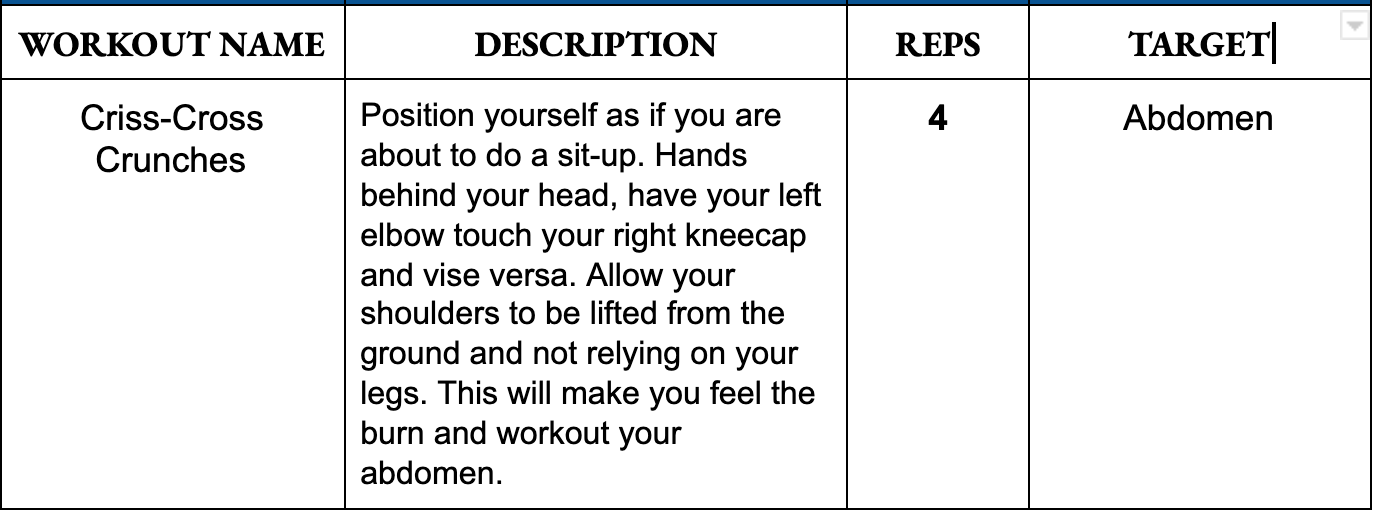 WORKOUT NAME DESCRIPTION REPS TARGET
Criss-Cross
Crunches
Position yourself as if you are
about to do a sit-up. Hands
behind your head, have your left
elbow touch your right kneecap
and vise versa. Allow your
shoulders to be lifted from the
ground and not relying on your
legs. This will make you feel the
burn and workout your
abdomen.
4
Abdomen